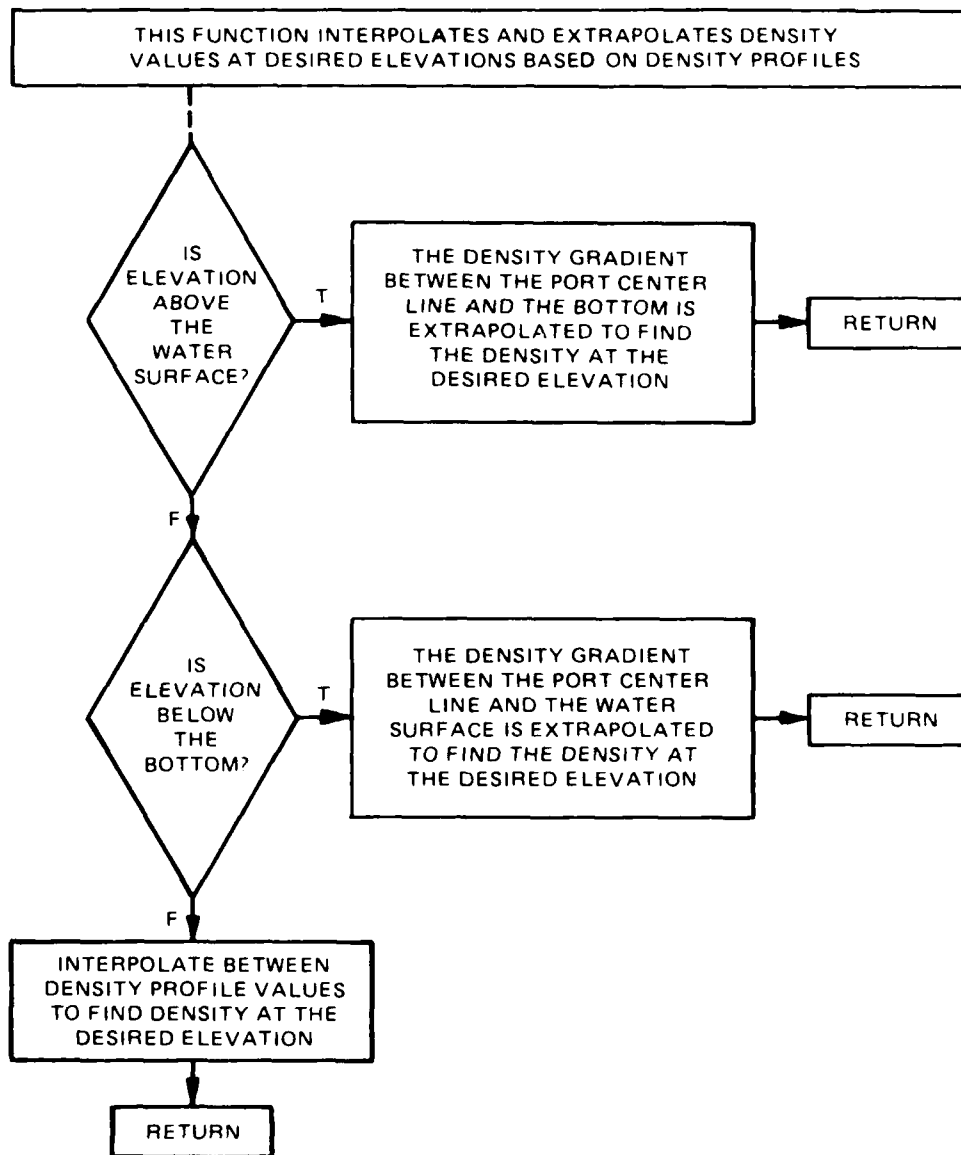 THIS FUNCTION INTERPOLATES AND EXTRAPOLATES DENSITY
VALUES AT DESIRED ELEVATIONS BASED ON DENSITY PROFILES
IS
ELEVATION
ABOVE
THE
WATER
SURFACE?
T
THE DENSITY GRADIENT
BETWEEN THE PORT CENTER
LINE AND THE BOTTOM IS
EXTRAPOLATED TO FIND
THE DENSITY AT THE
DESIRED ELEVATION
RETURN
F
IS
ELEVATION
BELOW
THE
BOTTOM?
T
THE DENSITY GRADIENT
BETWEEN THE PORT CENTER
LINE AND THE WATER
SURFACE IS EXTRAPOLATED
TO FIND THE DENSITY AT
THE DESIRED ELEVATION
RETURN
F
INTERPOLATE BETWEEN
DENSITY PROFILE VALUES
TO FIND DENSITY AT THE
DESIRED ELEVATION
RETURN